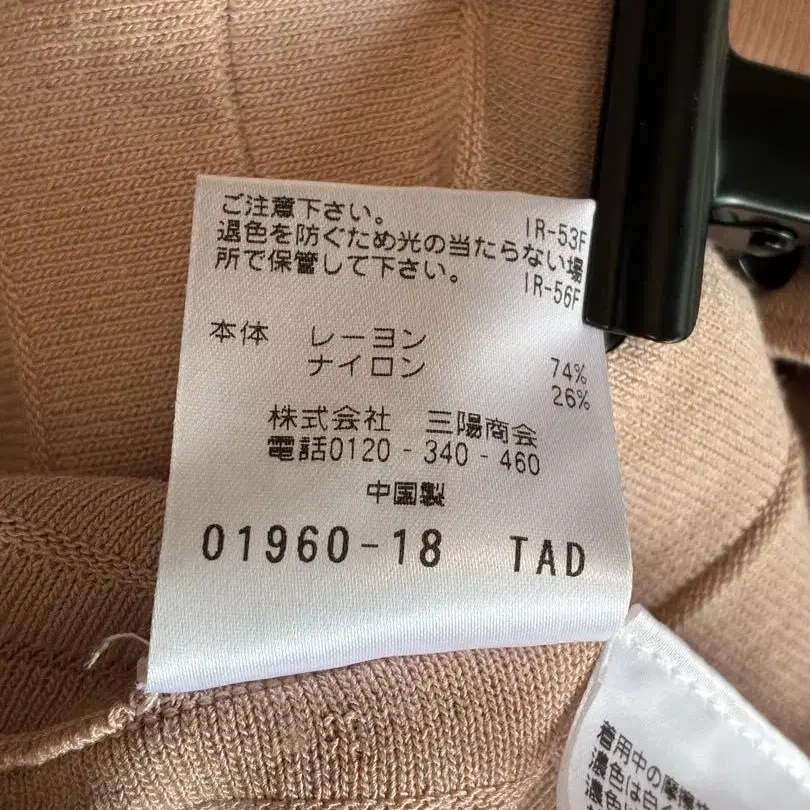 ご注意下さい。
IR-53F
退色を防ぐため光の当たらない場
所で保管して下さい。
IR-56F
本体 レーヨン 74%
ナイロン 26%
株式会社 三陽商会
電話0120-340-460
中国製
01960-18 TAD
着用中の摩擦
濃色は白
濃色